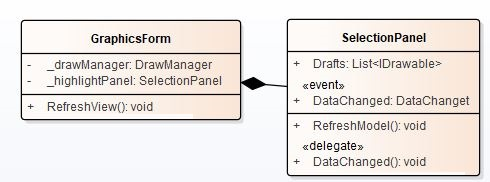 GraphicsForm
- _drawManager: DrawManager
- _highlightPanel: SelectionPanel
+ RefreshView(): void
SelectionPanel
+ Drafts: List<IDrawable>
«event»
+ DataChanged: DataChanget
+ RefreshModel(): void
«delegate»
+ DataChanged(): void